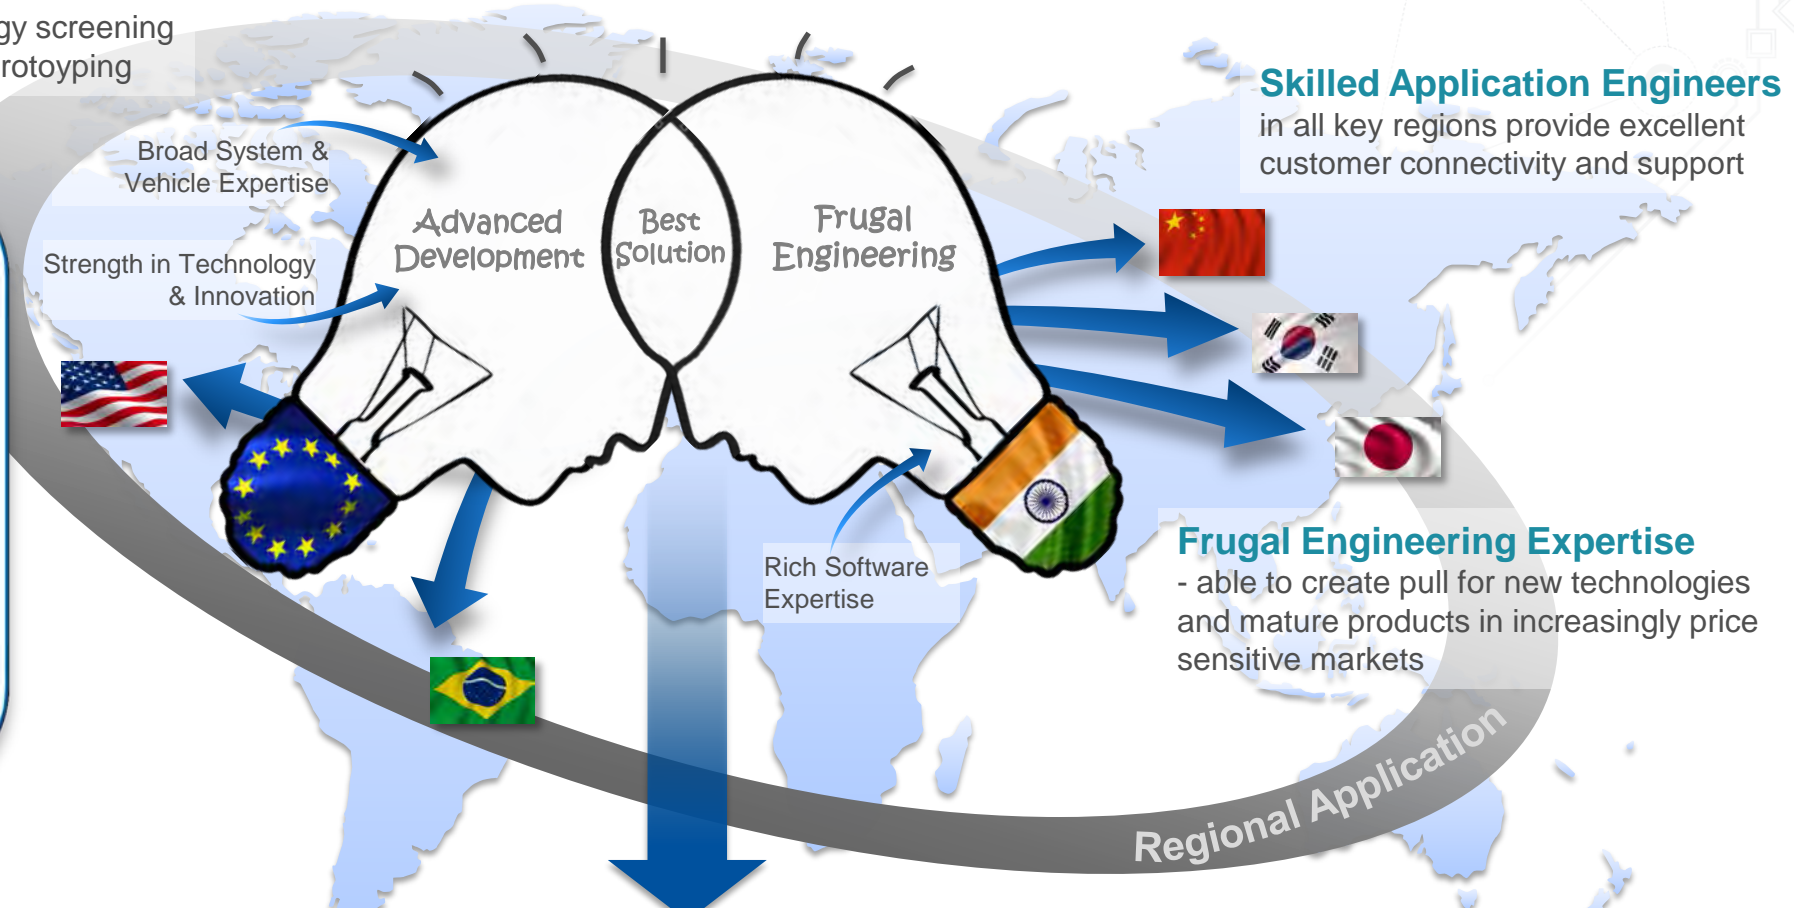 screening
Broad System &
Vehicle Expertise
Strength in Technology
& Innovation
Advanced
Development
Best
Solution
Frugal
Engineering
Skilled Application Engineers
in all key regions provide excellent
customer connectivity and support
Rich Software
Expertise
Frugal Engineering Expertise
- able to create pull for new technologies
and mature products in increasingly price
sensitive markets
Regional Application